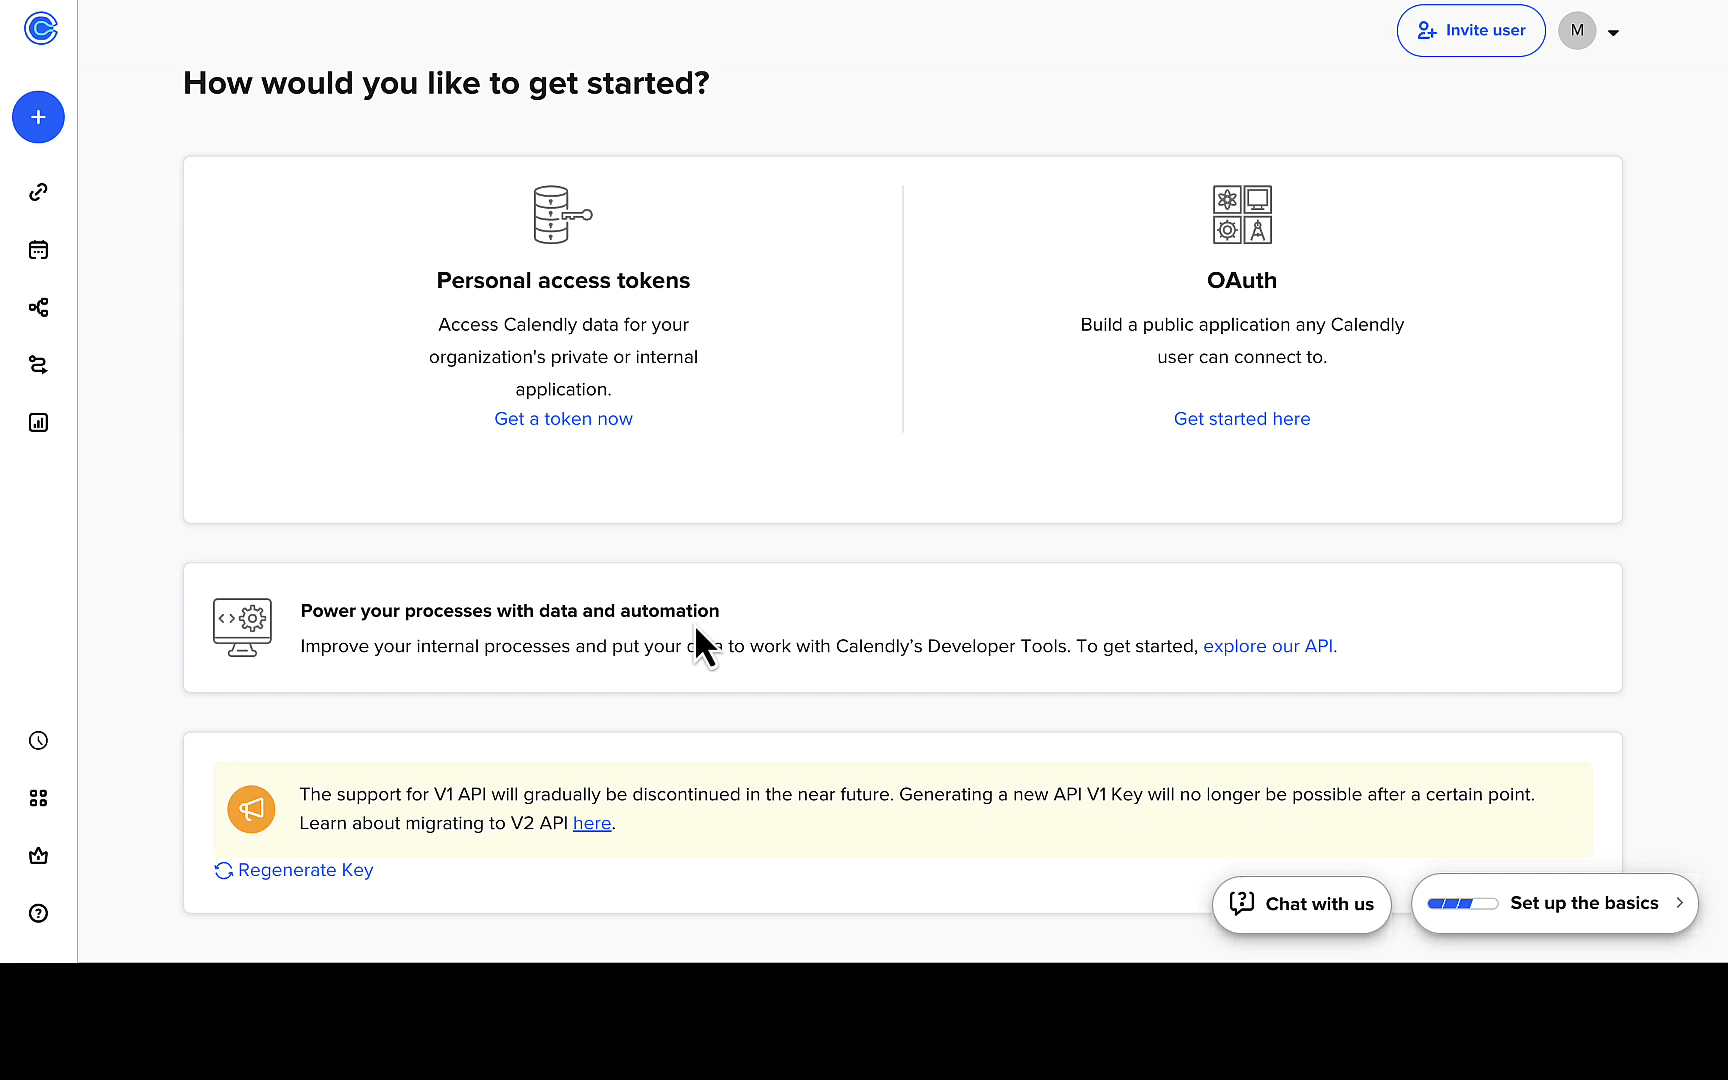 Invite user
M
How would you like to get started?
Personal access tokens
Access Calendly data for your
organization's private or internal
application.
Get a token now
OAuth
Build a public application any Calendly
user can connect to.
Get started here
Power your processes with data and automation
Improve your internal processes and put your to work with Calendly’s Developer Tools. To get started, explore our API.
The support for V1 API will gradually be discontinued in the near future. Generating a new API V1 Key will no longer be possible after a certain point.
Learn about migrating to V2 API here.
Regenerate Key
Chat with us
Set up the basics